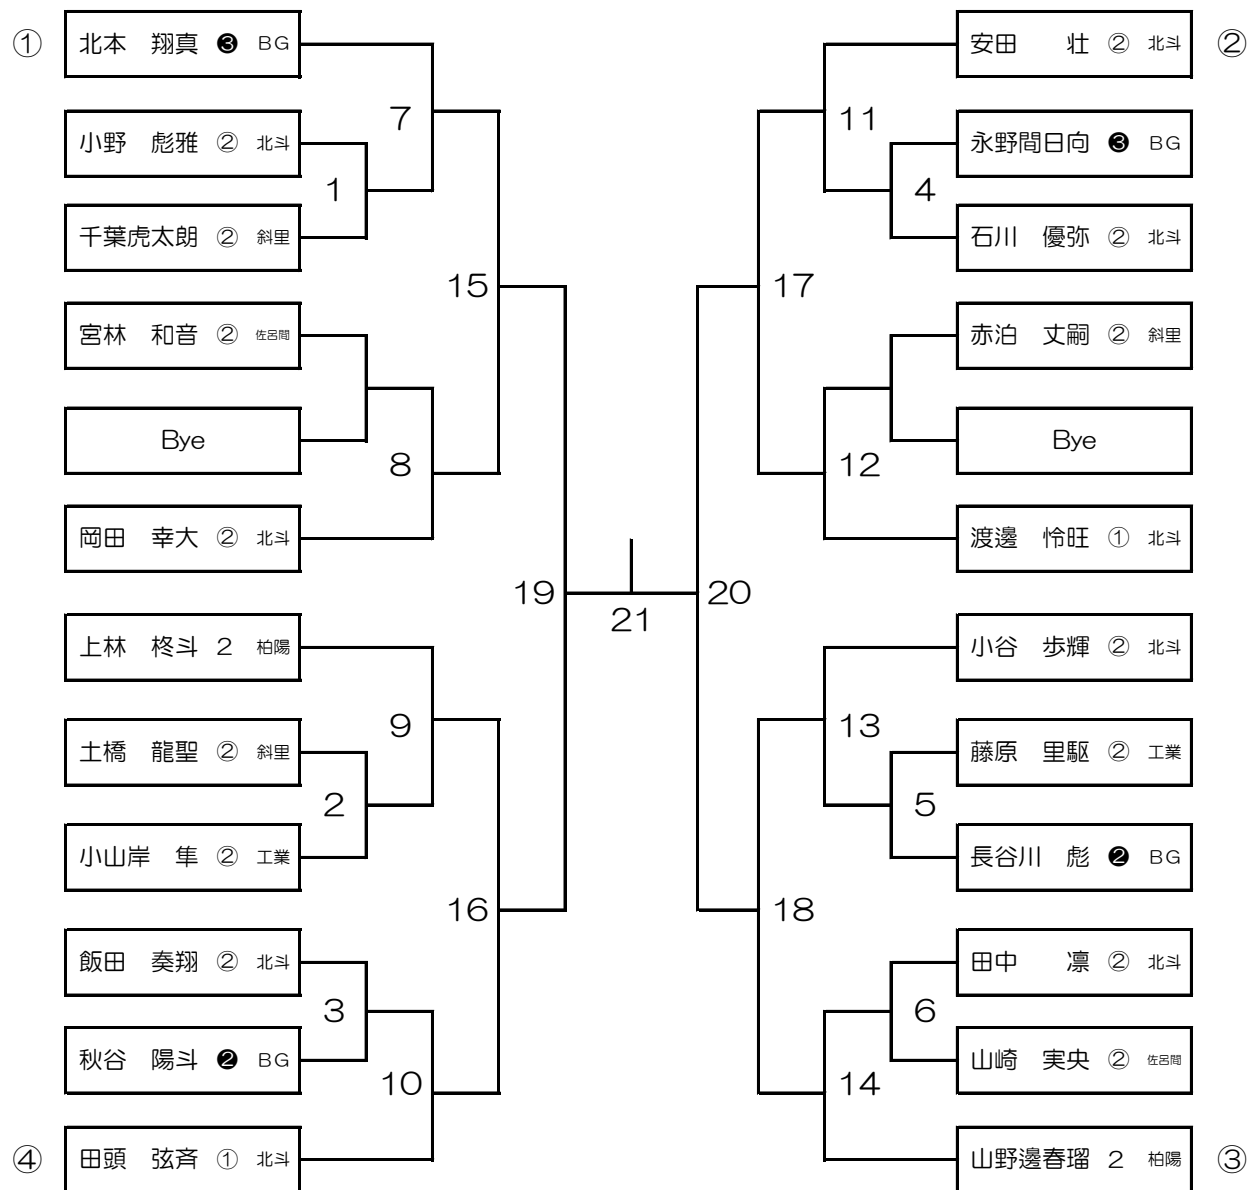 ① 北本 翔真 ❸ BG
小野 彪雅 ② 北斗
千葉虎太朗 ② 斜里
宮林 和音 ② 佐呂間
Bye
岡田 幸大 ② 北斗
上林 柊斗 2 柏陽
土橋 龍聖 ② 斜里
小山岸 隼 ② 工業
飯田 奏翔 ② 北斗
秋谷 陽斗 ❷ BG
④ 田頭 弦斉 ① 北斗
7
1
15
8
19
9
2
16
3
10
21
11
4
17
12
20
13
5
18
6
14
安田 壮 ② 北斗 ②
永野間日向 ❸ BG
石川 優弥 ② 北斗
赤泊 丈嗣 ② 斜里
Bye
渡邊 怜旺 ① 北斗
小谷 歩輝 ② 北斗
藤原 里駆 ② 工業
長谷川 彪 ❷ BG
田中 凛 ② 北斗
山崎 実央 ② 佐呂間
山野邊春瑠 2 柏陽 ③